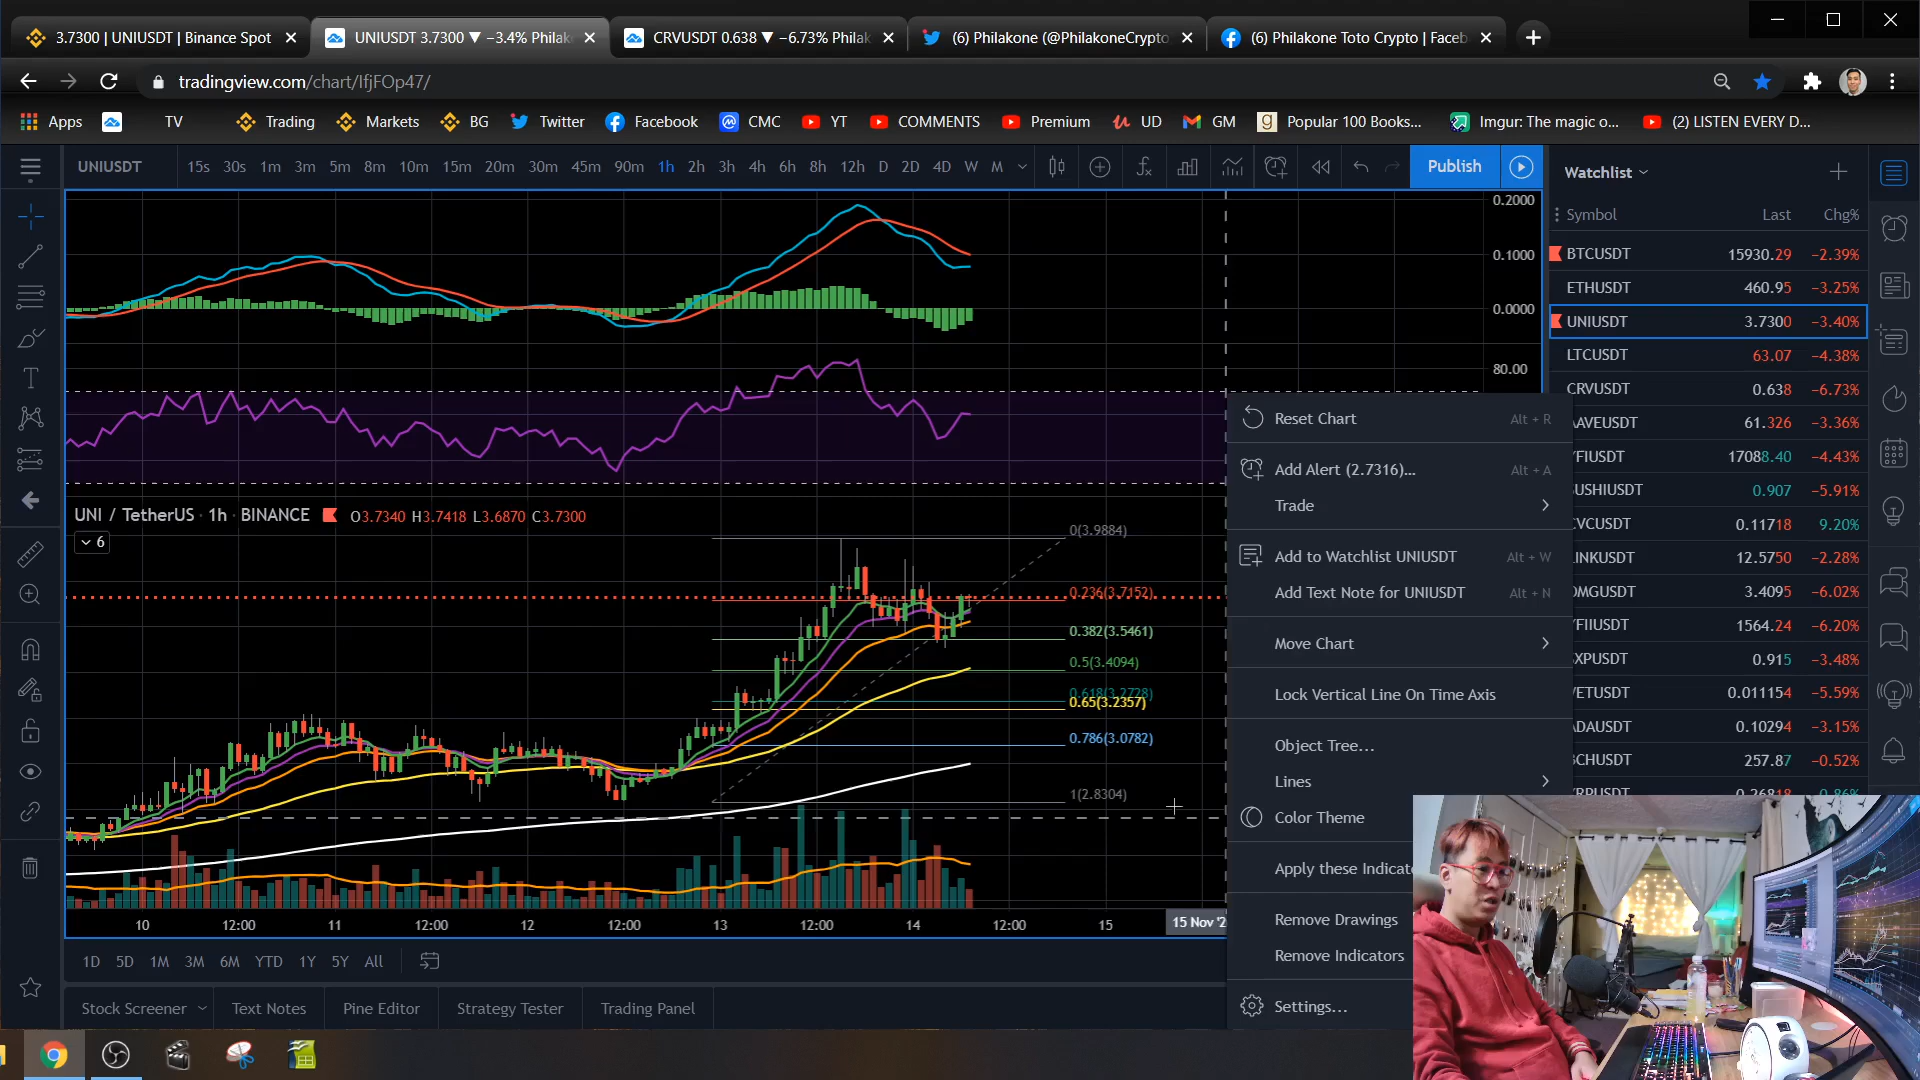 3.7300 | UNIUSDT | Binance Spot
UNIUSDT 3.7300 ▼ −3.4% Philak
CRVUSDT 0.638 ▼ −6.73% Philak
(6) Philakone (@PhilakoneCrypto
(6) Philakone Toto Crypto | Faceb
tradingview.com/chart/IfjFOp47/
Apps
TV
Trading
Markets
BG
Twitter
Facebook
CMC
YT
COMMENTS
Premium
UD
GM
Popular 100 Books...
Imgur: The magic o...
(2) LISTEN EVERY D...
UNIUSDT
15s 30s 1m 3m 5m 8m 10m 15m 20m 30m 45m 90m 1h 2h 3h 4h 6h 8h 12h D 2D 4D W M
Publish
Watchlist
Symbol Last Chg%
BTCUSDT 15930.29 −2.39%
ETHUSDT 460.95 −3.25%
UNIUSDT 3.7300 −3.40%
LTCUSDT 63.07 −4.38%
CRVUSDT 0.638 −6.73%
AAVEUSDT 61.326 −3.36%
FIUSDT 17088.40 −4.43%
USHIUSDT 0.907 −5.91%
VCUSDT 0.11718 9.20%
INKUSDT 12.5750 −2.28%
OMGUSDT 3.4095 −6.02%
FIIUSDT 1564.24 −6.20%
XPUSDT 0.915 −3.48%
VETUSDT 0.011154 −5.59%
ADAUSDT 0.10294 −3.15%
CHUSDT 257.87 −0.52%
0.2000
0.1000
0.0000
80.00
UNI / TetherUS · 1h · BINANCE O3.7340 H3.7418 L3.6870 C3.7300
6
0(3.9884)
0.236(3.7152)
0.382(3.5461)
0.5(3.4094)
0.618(3.2728)
0.65(3.2357)
0.786(3.0782)
1(2.8304)
10 12:00 11 12:00 12 12:00 13 12:00 14 12:00 15 15 Nov '2
Reset Chart Alt + R
Add Alert (2.7316)... Alt + A
Trade
Add to Watchlist UNIUSDT Alt + W
Add Text Note for UNIUSDT Alt + N
Move Chart
Lock Vertical Line On Time Axis
Object Tree...
Lines
Color Theme
Apply these Indicato
Remove Drawings
Remove Indicators
Settings...
1D 5D 1M 3M 6M YTD 1Y 5Y All
Stock Screener
Text Notes
Pine Editor
Strategy Tester
Trading Panel